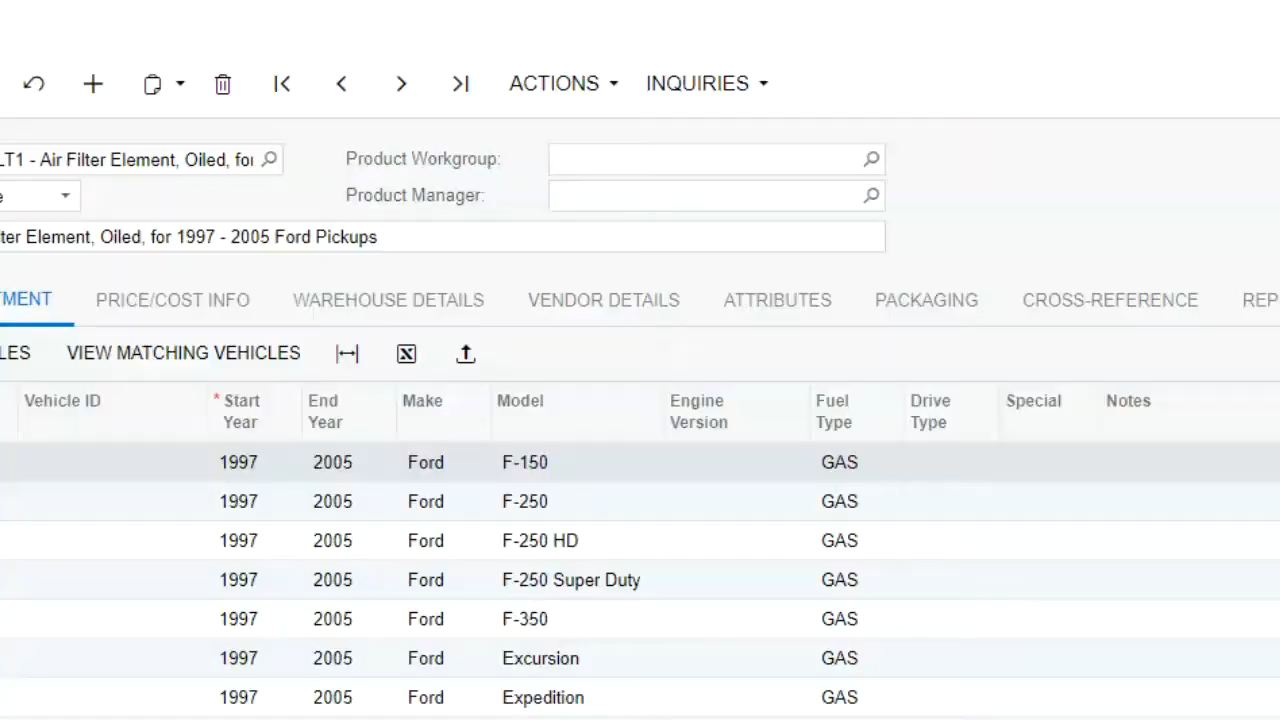 ACTIONS INQUIRIES
LT1 - Air Filter Element, Oiled, for Product Workgroup:
e Product Manager:
ter Element, Oiled, for 1997 - 2005 Ford Pickups
TMENT PRICE/COST INFO WAREHOUSE DETAILS VENDOR DETAILS ATTRIBUTES PACKAGING CROSS-REFERENCE REP
LES VIEW MATCHING VEHICLES
Vehicle ID * Start Year End Year Make Model Engine Version Fuel Type Drive Type Special Notes
1997 2005 Ford F-150 GAS
1997 2005 Ford F-250 GAS
1997 2005 Ford F-250 HD GAS
1997 2005 Ford F-250 Super Duty GAS
1997 2005 Ford F-350 GAS
1997 2005 Ford Excursion GAS
1997 2005 Ford Expedition GAS